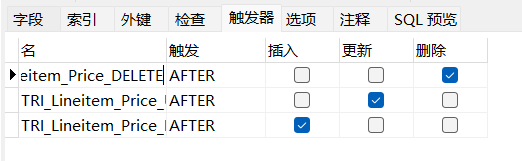 字段 索引 外键 检查 触发器 选项 注释 SQL 预览
名 触发 插入 更新 删除
eitem_Price_DELETE AFTER
TRI_Lineitem_Price_ AFTER
TRI_Lineitem_Price_ AFTER